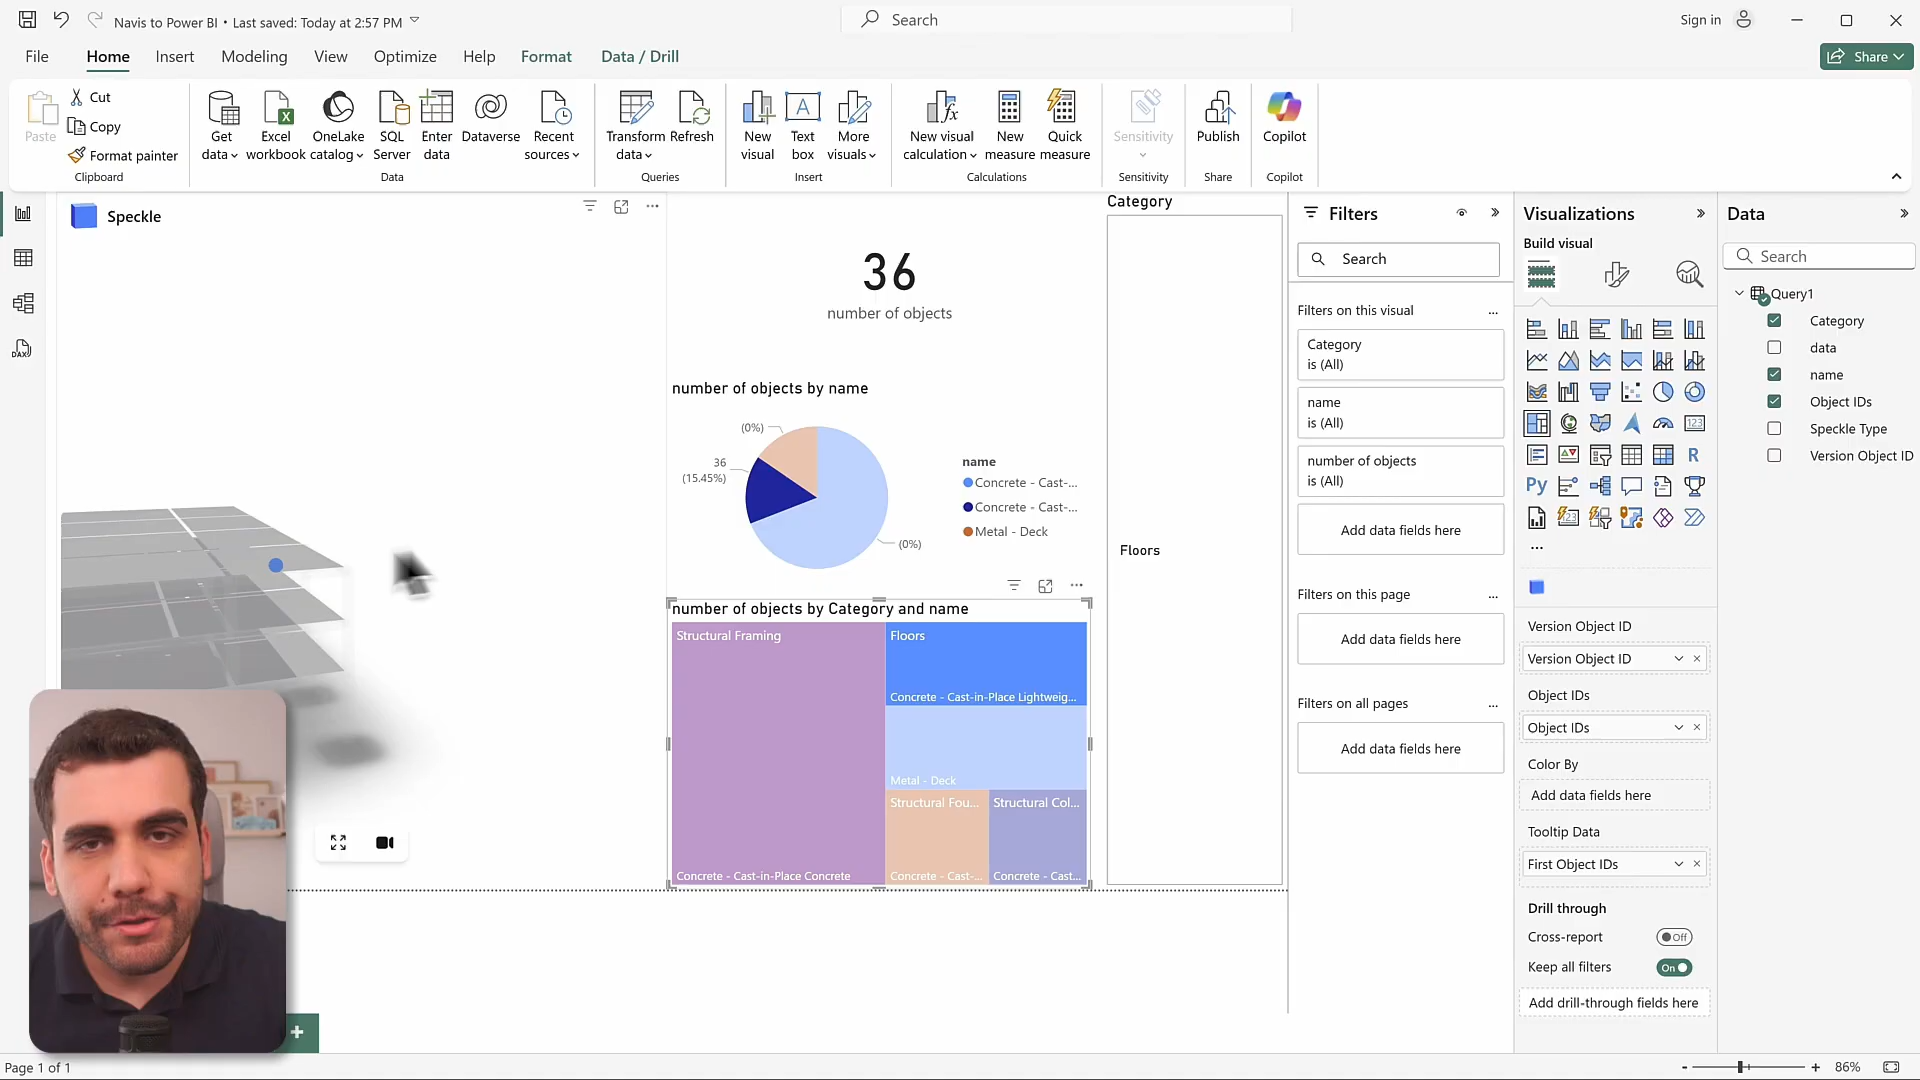 Navis to Power BI • Last saved: Today at 2:57 PM
Search
Sign in
File
Home
Insert
Modeling
View
Optimize
Help
Format
Data / Drill
Share
Paste
Cut
Copy
Format painter
Clipboard
Get data
Excel workbook
OneLake catalog
SQL Server
Enter data
Dataverse
Recent sources
Data
Transform data
Refresh
Queries
New visual
Text box
More visuals
Insert
New visual calculation
New measure
Quick measure
Calculations
Sensitivity
Sensitivity
Publish
Share
Copilot
Copilot
Speckle
36
number of objects
number of objects by name
(0%)
36
(15.45%)
(0%)
name
Concrete - Cast-...
Concrete - Cast-...
Metal - Deck
number of objects by Category and name
Structural Framing
Concrete - Cast-in-Place Concrete
Floors
Concrete - Cast-in-Place Lightweig...
Metal - Deck
Structural Fou...
Concrete - Cast-...
Structural Col...
Concrete - Cast...
Category
Floors
Filters
Search
Filters on this visual
Category
is (All)
name
is (All)
number of objects
is (All)
Add data fields here
Filters on this page
Add data fields here
Filters on all pages
Add data fields here
Visualizations
Build visual
123
R
Py
Version Object ID
Version Object ID
Object IDs
Object IDs
Color By
Add data fields here
Tooltip Data
First Object IDs
Drill through
Cross-report
Off
Keep all filters
On
Add drill-through fields here
Data
Search
Query1
Category
data
name
Object IDs
Speckle Type
Version Object ID
DAX
Page 1 of 1
86%